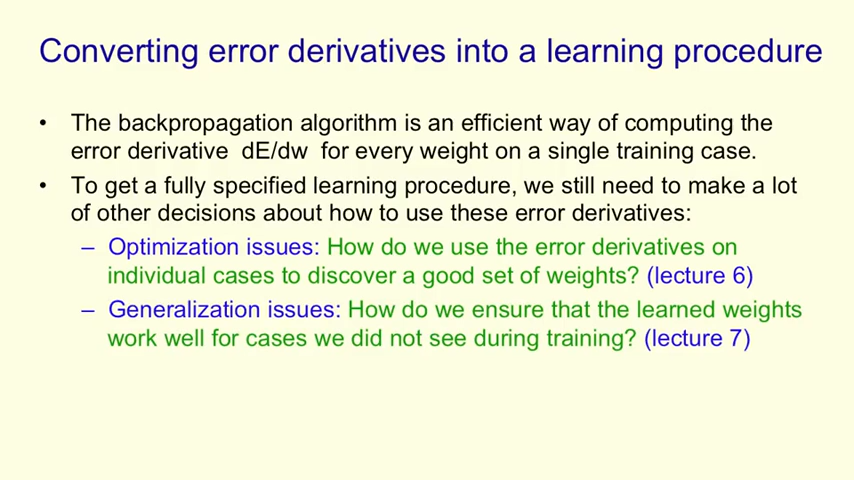 Converting error derivatives into a learning procedure
• The backpropagation algorithm is an efficient way of computing the
error derivative dE/dw for every weight on a single training case.
• To get a fully specified learning procedure, we still need to make a lot
of other decisions about how to use these error derivatives:
– Optimization issues: How do we use the error derivatives on
individual cases to discover a good set of weights? (lecture 6)
– Generalization issues: How do we ensure that the learned weights
work well for cases we did not see during training? (lecture 7)